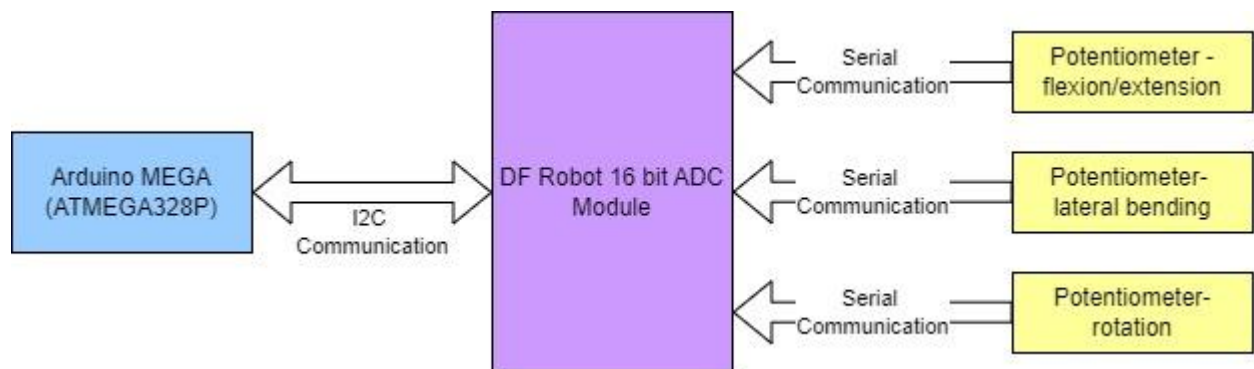 Arduino MEGA
(ATMEGA328P)
I2C
Communication
DF Robot 16 bit ADC
Module
Serial
Communication
Potentiometer -
flexion/extension
Serial
Communication
Potentiometer-
lateral bending
Serial
Communication
Potentiometer-
rotation